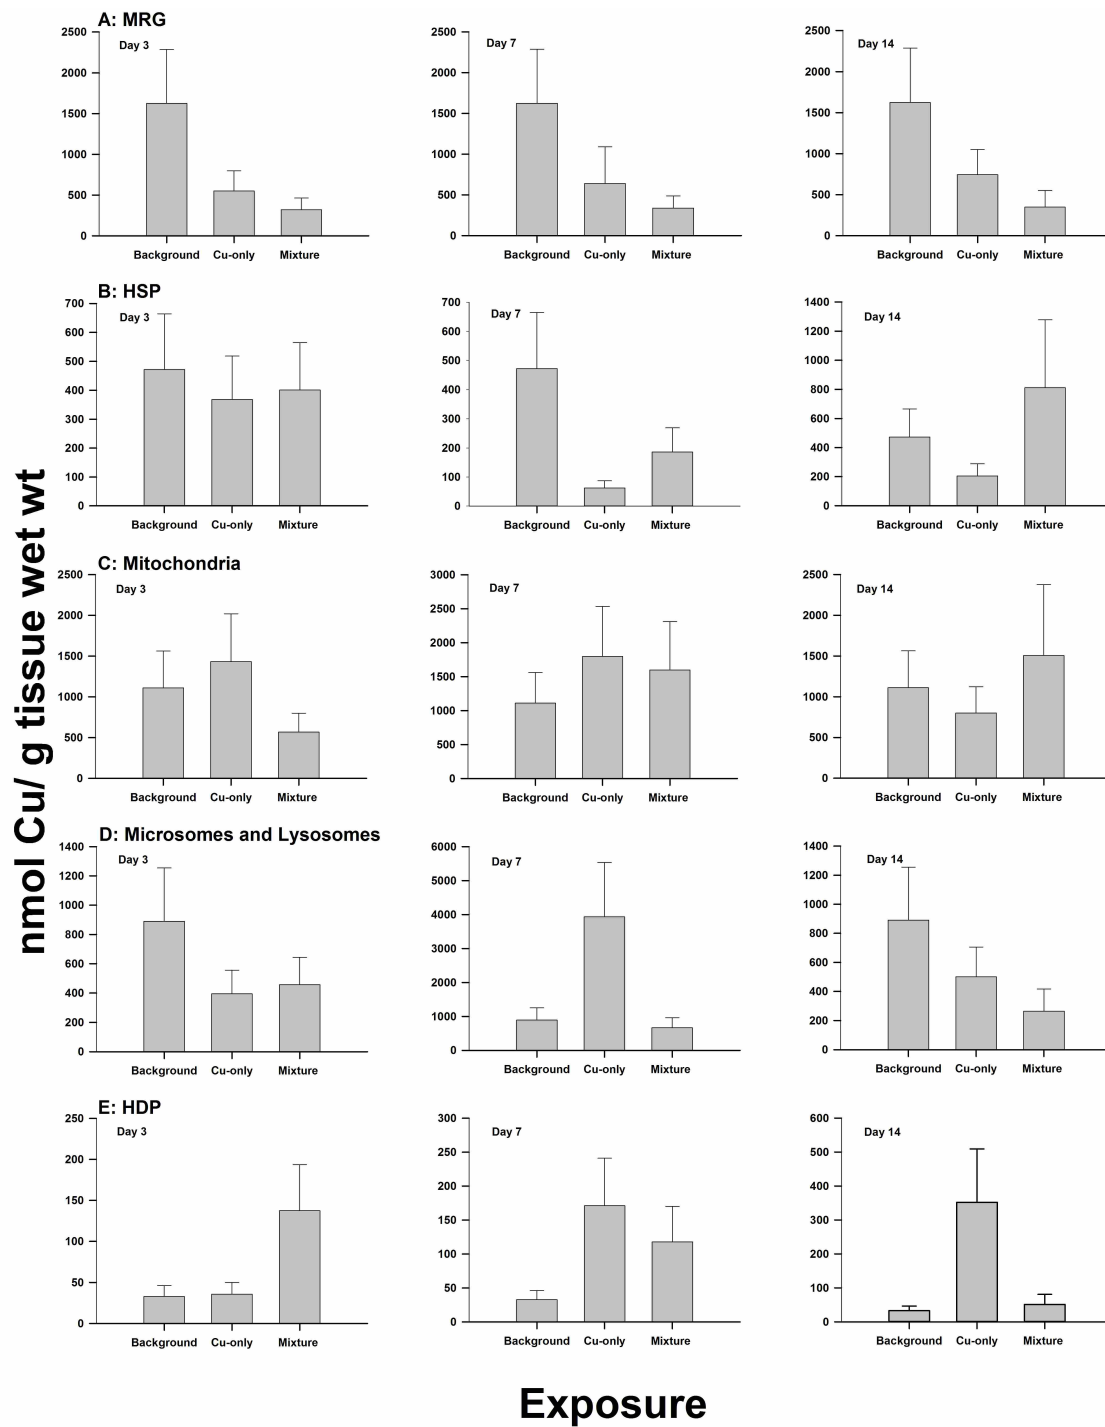 A: MRG
Day 3
2500
2000
1500
1000
500
0
Background Cu-only Mixture
Day 7
2500
2000
1500
1000
500
0
Background Cu-only Mixture
Day 14
2500
2000
1500
1000
500
0
Background Cu-only Mixture
B: HSP
Day 3
700
600
500
400
300
200
100
0
Background Cu-only Mixture
Day 7
700
600
500
400
300
200
100
0
Background Cu-only Mixture
Day 14
1400
1200
1000
800
600
400
200
0
Background Cu-only Mixture
nmol Cu/ g tissue wet wt
C: Mitochondria
Day 3
2500
2000
1500
1000
500
0
Background Cu-only Mixture
Day 7
3000
2500
2000
1500
1000
500
0
Background Cu-only Mixture
Day 14
2500
2000
1500
1000
500
0
Background Cu-only Mixture
D: Microsomes and Lysosomes
Day 3
1400
1200
1000
800
600
400
200
0
Background Cu-only Mixture
Day 7
6000
5000
4000
3000
2000
1000
0
Background Cu-only Mixture
Day 14
1400
1200
1000
800
600
400
200
0
Background Cu-only Mixture
E: HDP
Day 3
250
200
150
100
50
0
Background Cu-only Mixture
Day 7
300
250
200
150
100
50
0
Background Cu-only Mixture
Day 14
600
500
400
300
200
100
0
Background Cu-only Mixture
Exposure